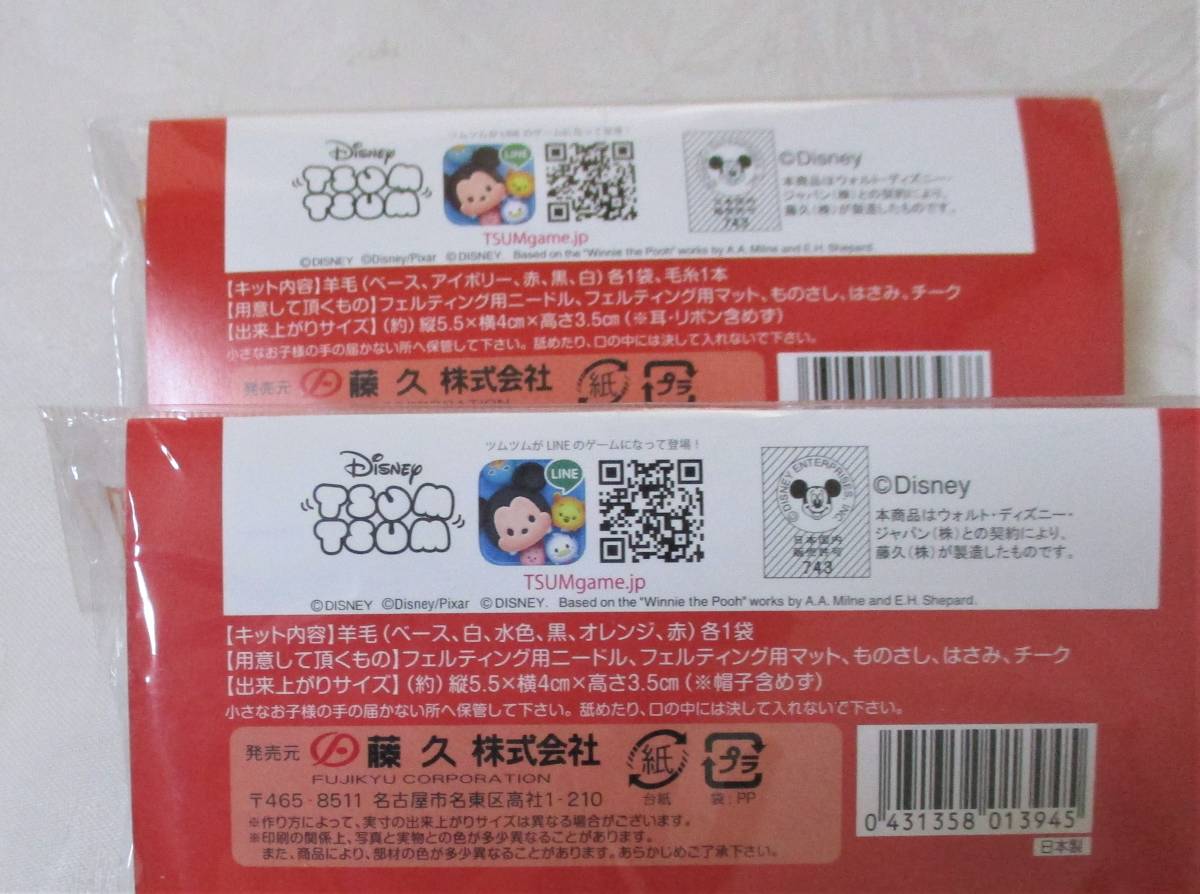 ツムツムがLINEのゲームになって登場！
Disney
TSUM
TSUM
LINE
TSUMgame.jp
日本国内
販売許可
743
©Disney
本商品はウォルト・ディズニー・
ジャパン(株)との契約により、
藤久(株)が製造したものです。
©DISNEY ©Disney/Pixar ©DISNEY Based on the "Winnie the Pooh" works by A.A. Milne and E.H. Shepard.
【キット内容】羊毛(ベース、アイボリー、赤、黒、白)各1袋、毛糸1本
【用意して頂くもの】フェルティング用ニードル、フェルティング用マット、ものさし、はさみ、チーク
【出来上がりサイズ】(約)縦5.5×横4㎝×高さ3.5㎝(※耳・リボン含めず)
小さなお子様の手の届かない所へ保管して下さい。舐めたり、口の中には決して入れないで下さい。
発売元 藤久 株式会社 紙 プラ
FUJIKYU CORPORATION
ツムツムがLINEのゲームになって登場！
Disney
TSUM
TSUM
LINE
TSUMgame.jp
©DISNEY ENTERPRISES, INC
日本国内
販売許可
743
©Disney
本商品はウォルト・ディズニー・
ジャパン(株)との契約により、
藤久(株)が製造したものです。
©DISNEY ©Disney/Pixar ©DISNEY. Based on the "Winnie the Pooh" works by A.A. Milne and E.H. Shepard.
【キット内容】羊毛(ベース、白、水色、黒、オレンジ、赤)各1袋
【用意して頂くもの】フェルティング用ニードル、フェルティング用マット、ものさし、はさみ、チーク
【出来上がりサイズ】(約)縦5.5×横4㎝×高さ3.5㎝(※帽子含めず)
小さなお子様の手の届かない所へ保管して下さい。舐めたり、口の中には決して入れないで下さい。
発売元 藤久 株式会社 紙 プラ
FUJIKYU CORPORATION
台紙 袋:PP
〒465-8511 名古屋市名東区高社1-210
※作り方によって、実寸の出来上がりサイズは異なる場合がございます。
※印刷の関係上、写真と実物との色が多少異なることがあります。
また、商品により、部材の色が多少異なることがあります。あらかじめご了承下さい。
0 431358 013945
日本製